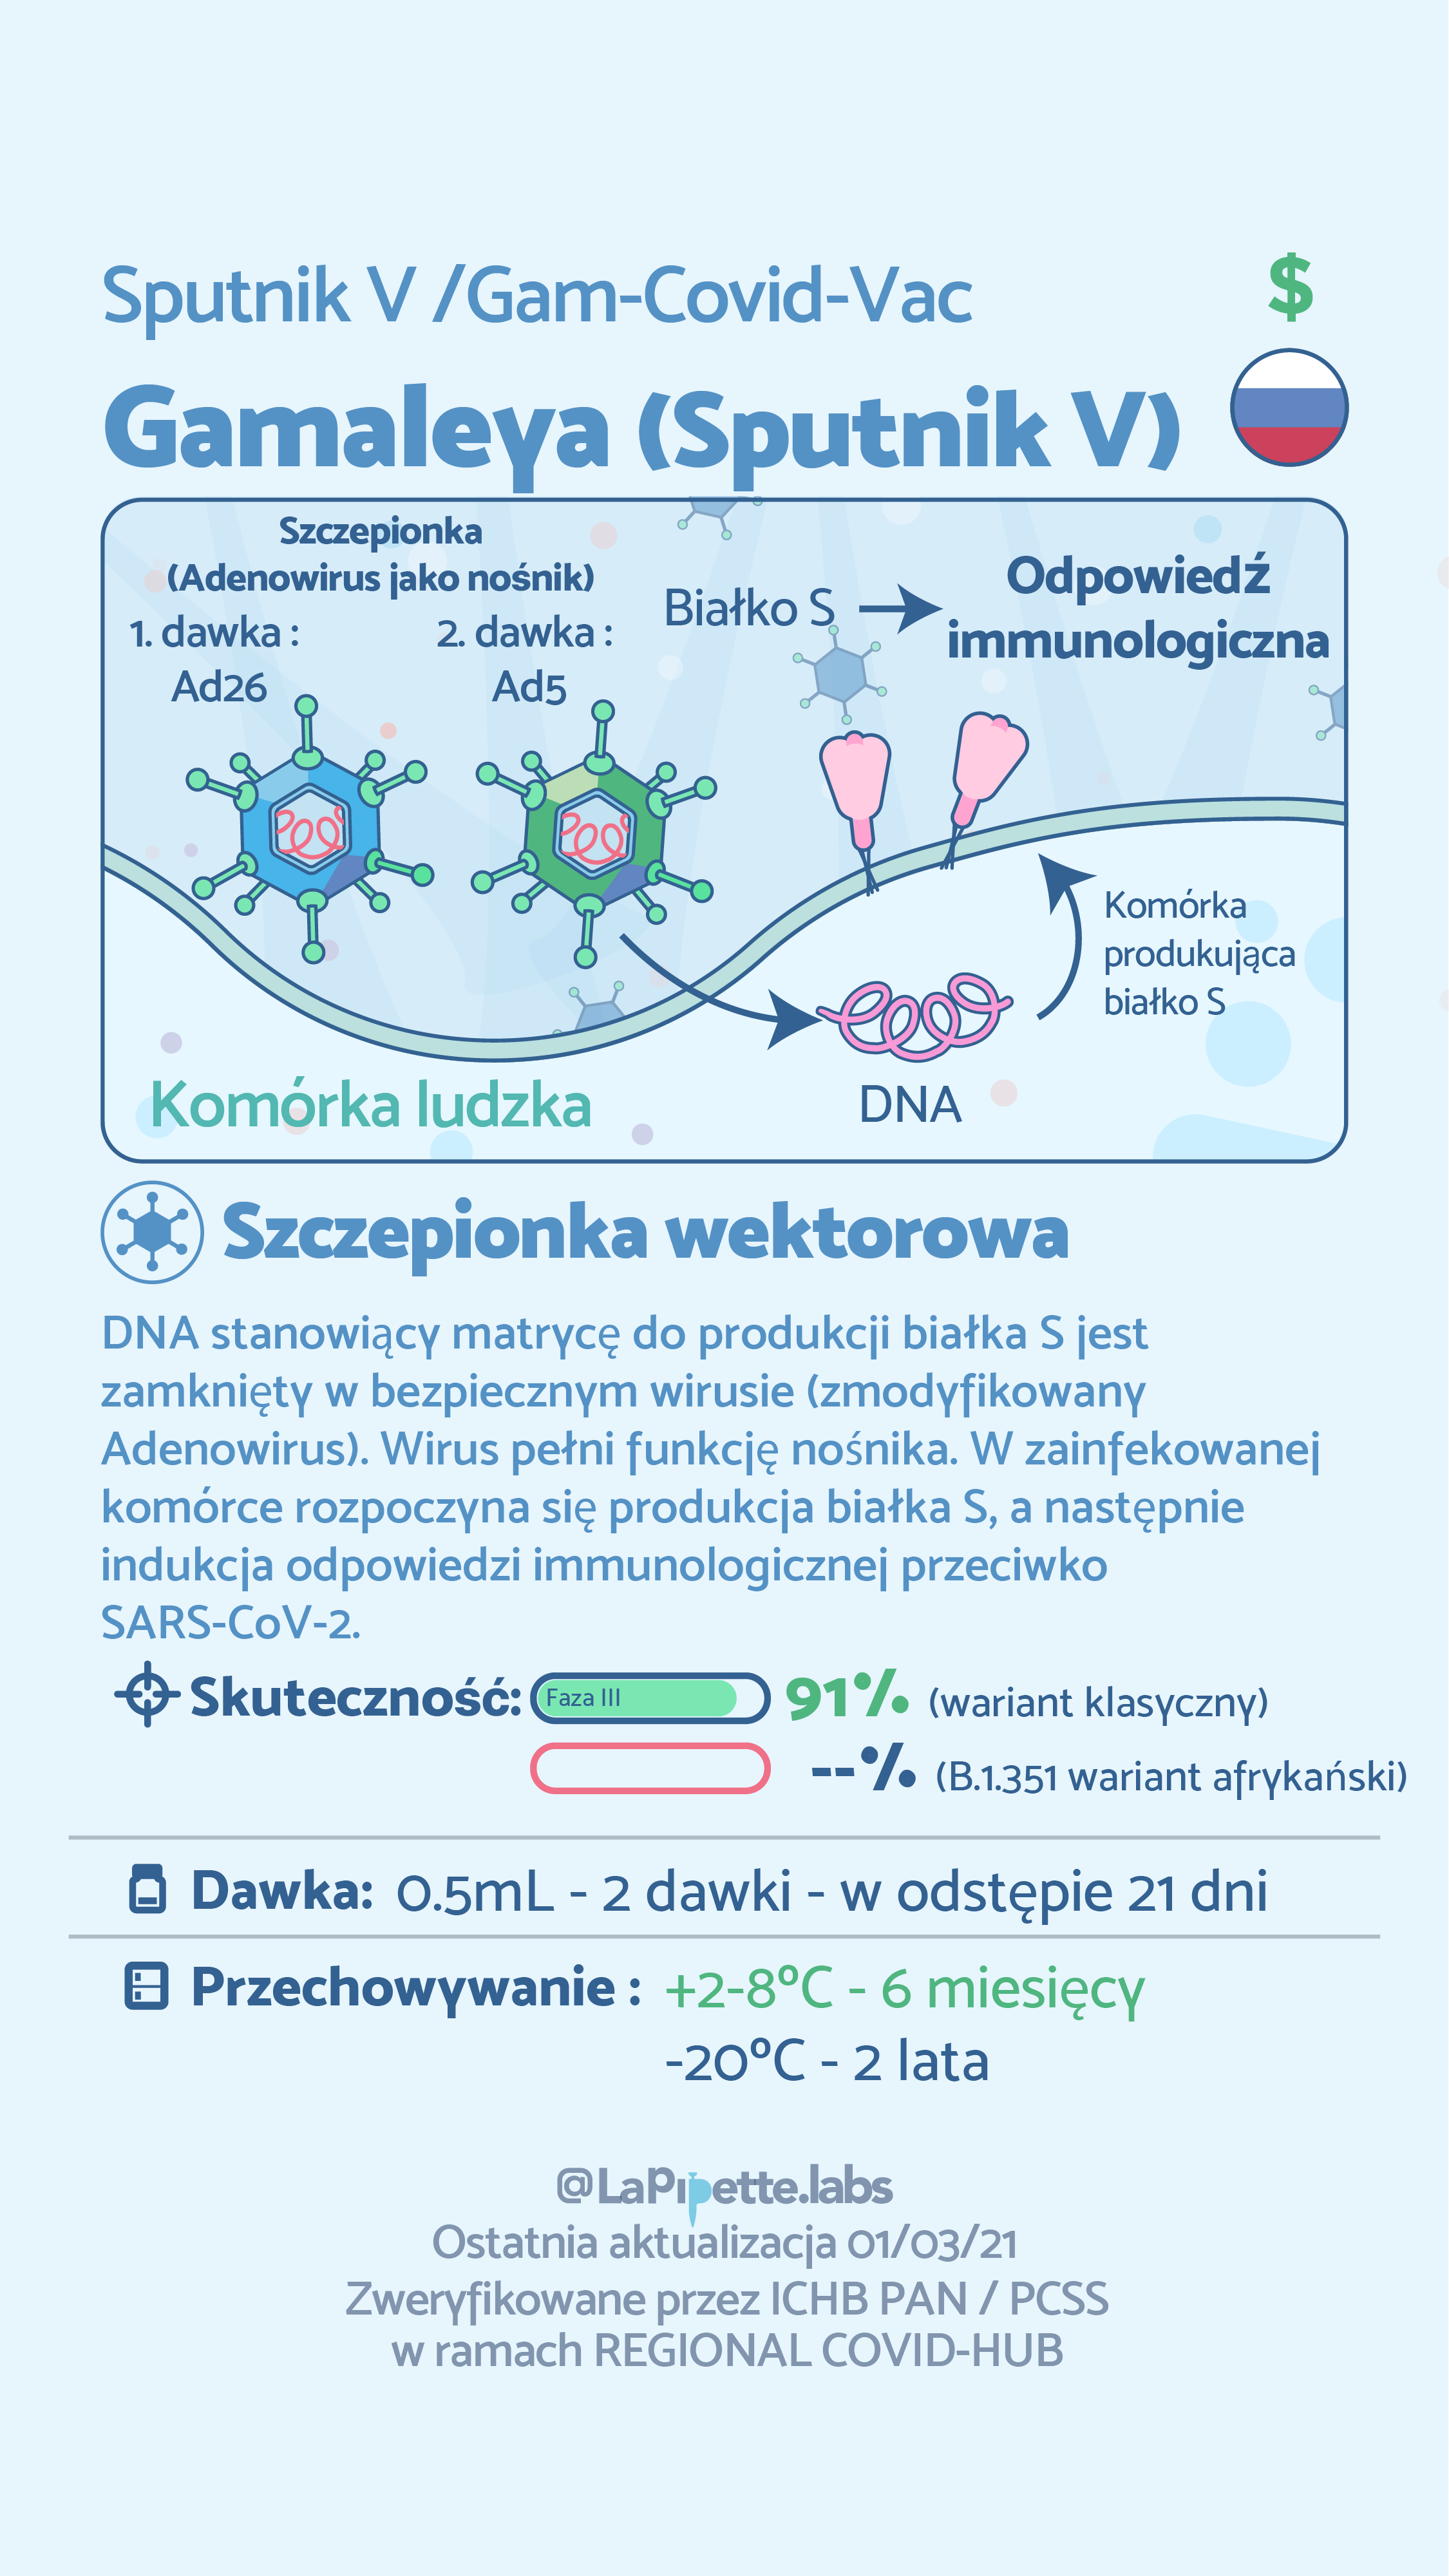 Sputnik V /Gam-Covid-Vac
$
Gamaleya (Sputnik V)
Szczepionka
(Adenowirus jako nośnik)
1. dawka :
Ad26
2. dawka :
Ad5
Białko S
Odpowiedź
immunologiczna
Komórka
produkująca
białko S
Komórka ludzka
DNA
Szczepionka wektorowa
DNA stanowiący matrycę do produkcji białka S jest
zamknięty w bezpiecznym wirusie (zmodyfikowany
Adenowirus). Wirus pełni funkcję nośnika. W zainfekowanej
komórce rozpoczyna się produkcja białka S, a następnie
indukcja odpowiedzi immunologicznej przeciwko
SARS-CoV-2.
Skuteczność: Faza III 91% (wariant klasyczny)
--% (B.1.351 wariant afrykański)
Dawka: 0.5mL - 2 dawki - w odstępie 21 dni
Przechowywanie : +2-8ºC - 6 miesięcy
-20ºC - 2 lata
@LaPipette.labs
Ostatnia aktualizacja 01/03/21
Zweryfikowane przez ICHB PAN / PCSS
w ramach REGIONAL COVID-HUB